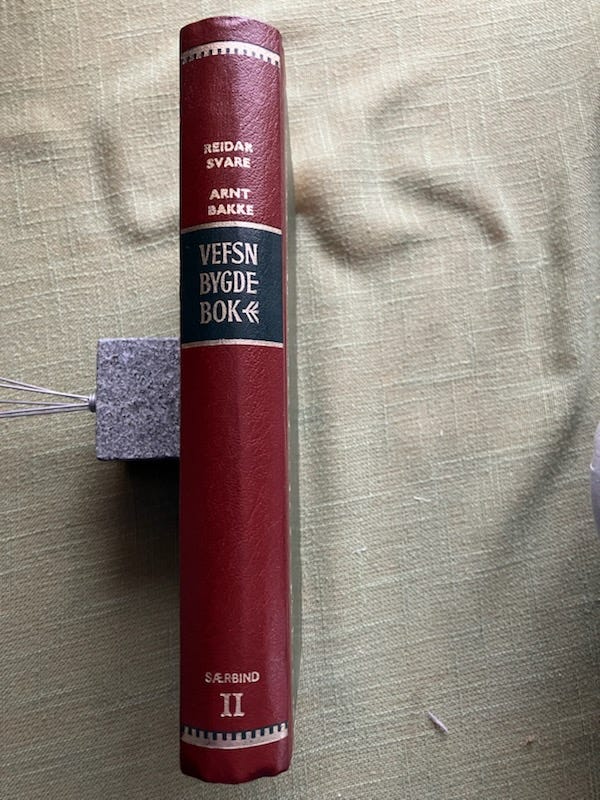 REIDAR
SVARE
ARNT
BAKKE
VEFSN
BYGDE
BOK
SÆRBIND
II